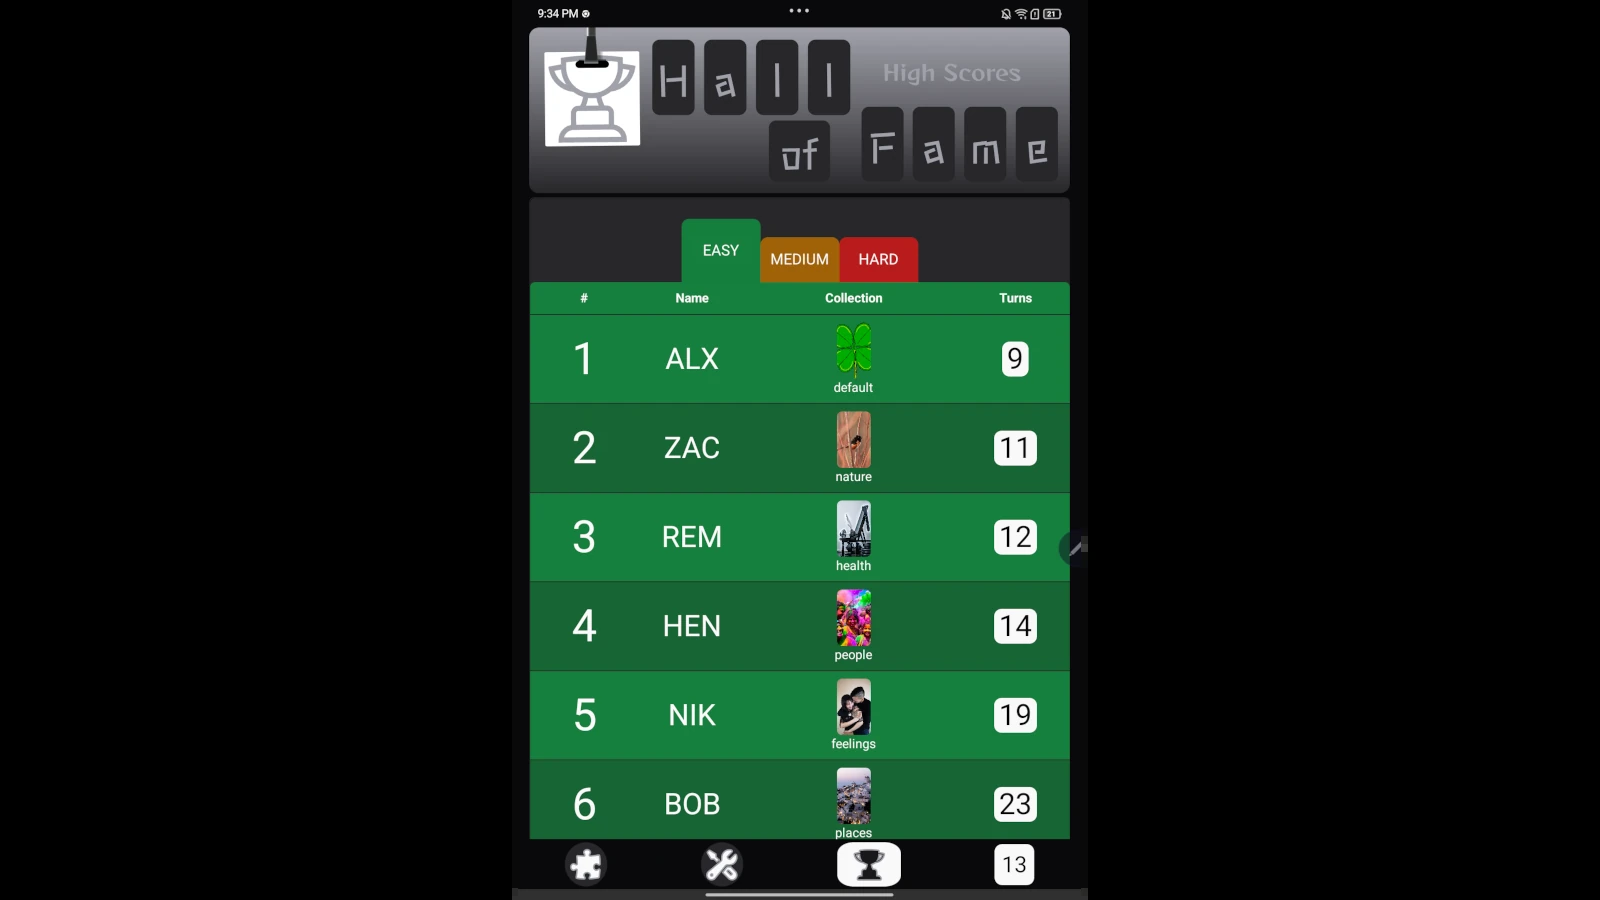 9:34 PM
21
Hall
High Scores
of Fame
EASY
MEDIUM
HARD
# Name Collection Turns
1 ALX default 9
2 ZAC nature 11
3 REM health 12
4 HEN people 14
5 NIK feelings 19
6 BOB places 23
13